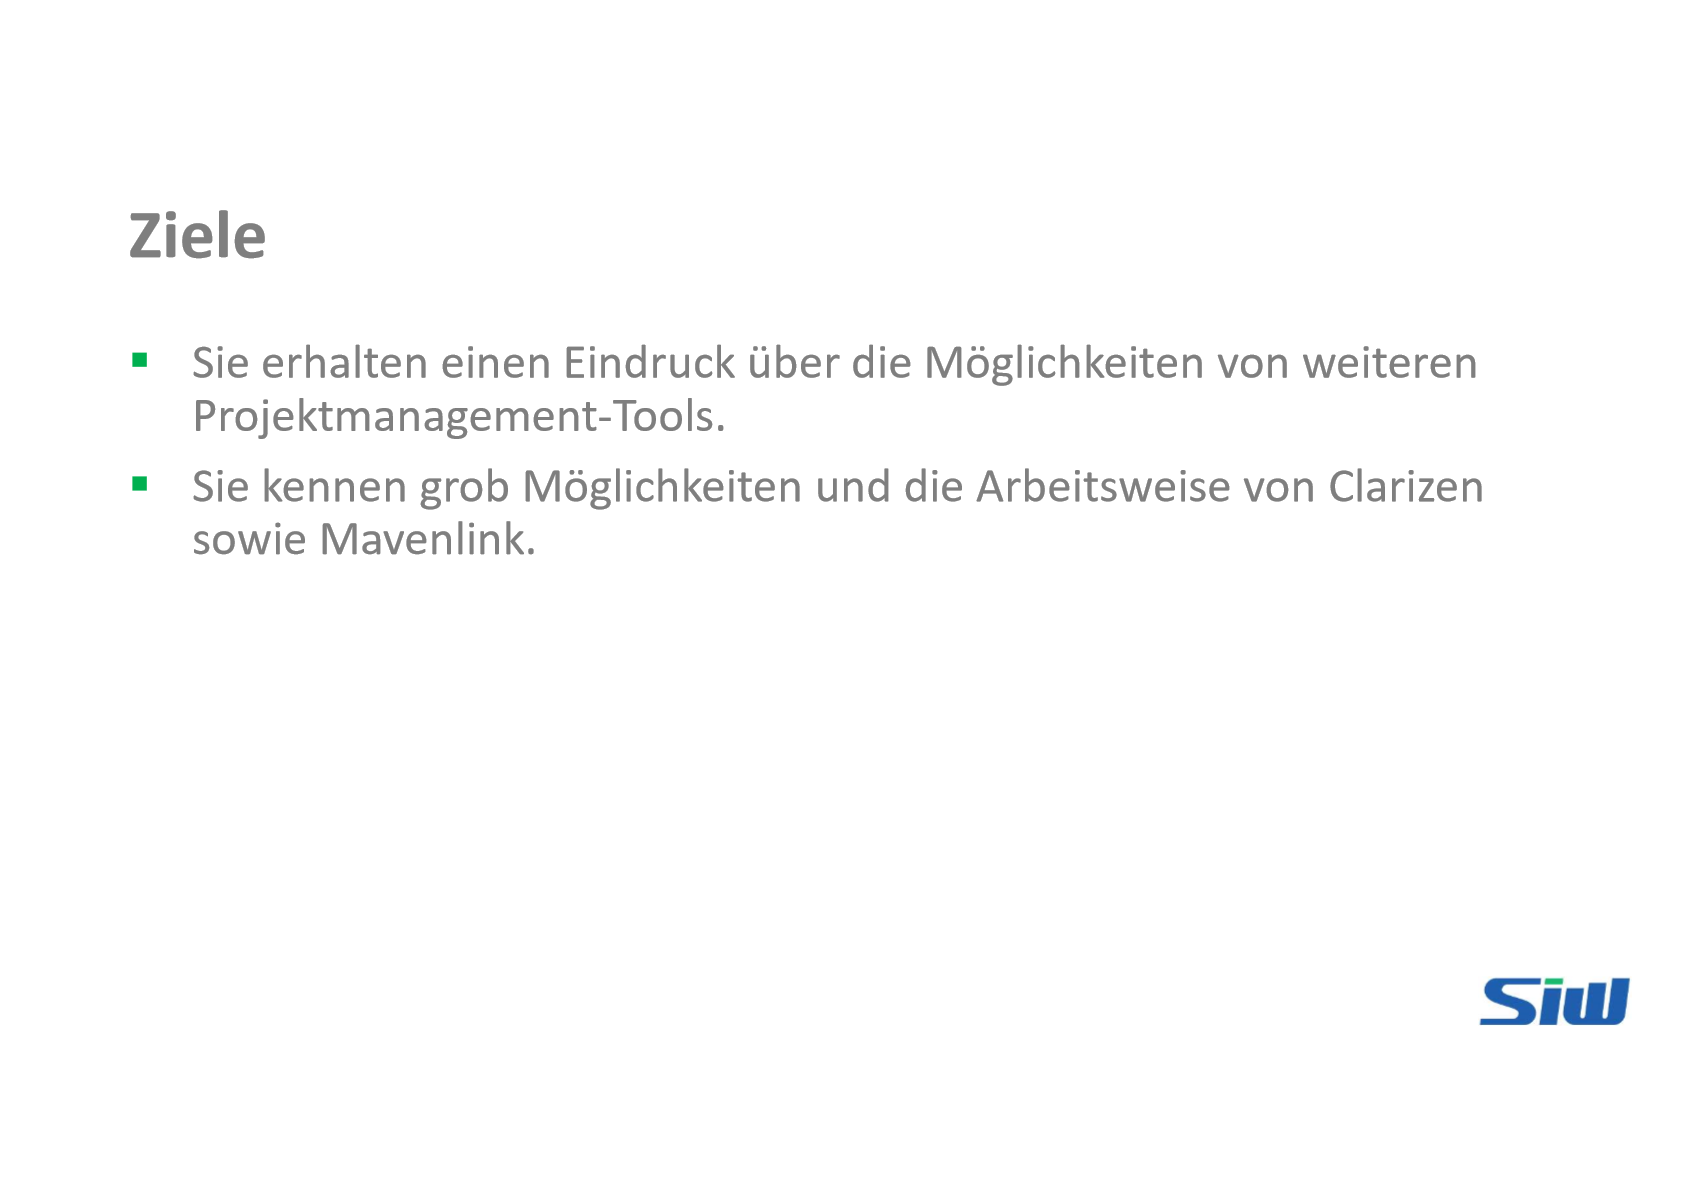 Ziele
▪ Sie erhalten einen Eindruck über die Möglichkeiten von weiteren
Projektmanagement-Tools.
▪ Sie kennen grob Möglichkeiten und die Arbeitsweise von Clarizen
sowie Mavenlink.
Siw